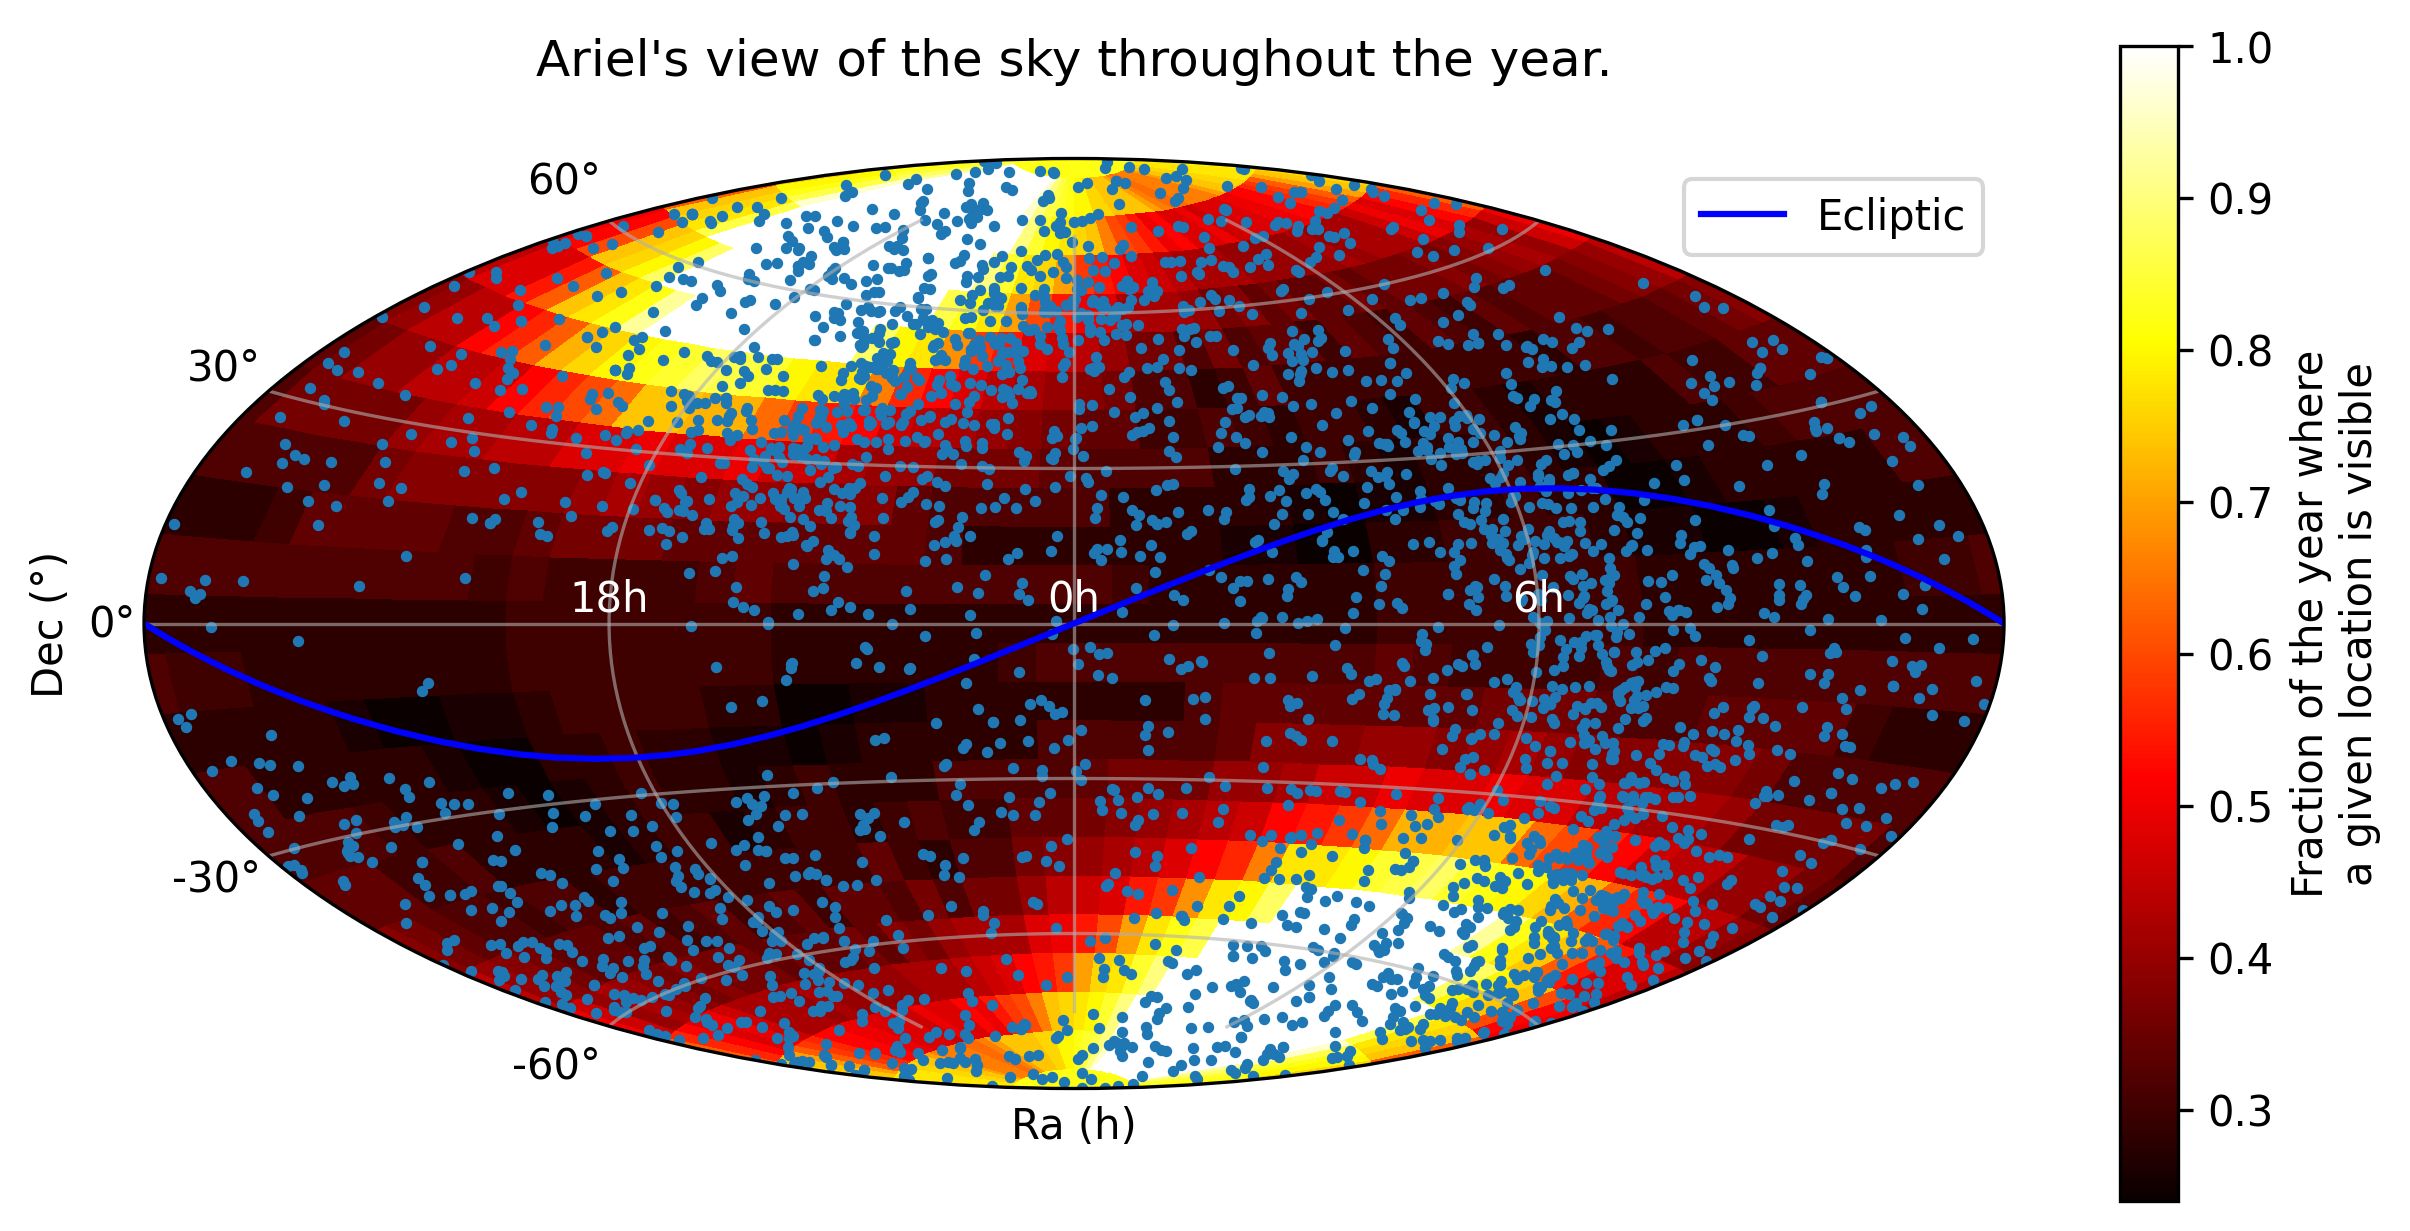 Ariel's view of the sky throughout the year.
Ecliptic
60°
30°
0°
-30°
-60°
Dec (°)
18h
0h
6h
Ra (h)
1.0
0.9
0.8
0.7
0.6
0.5
0.4
0.3
Fraction of the year where
a given location is visible